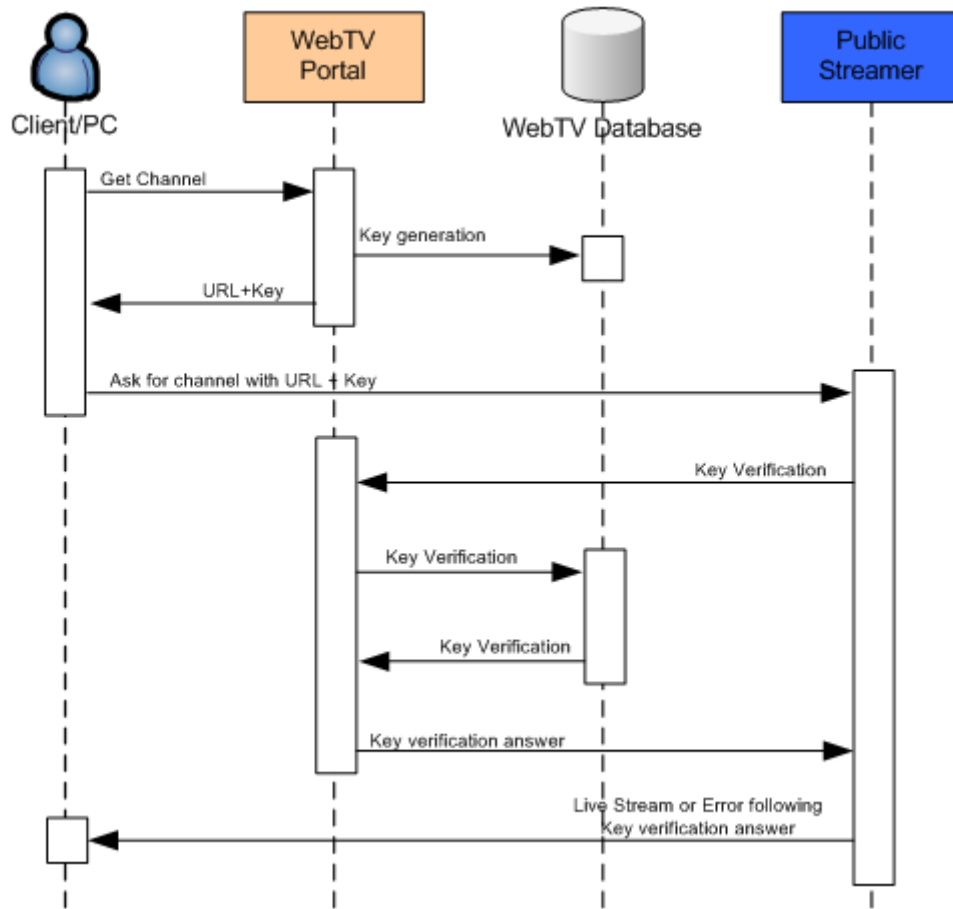 WebTV
Portal
Public
Streamer
Client/PC
WebTV Database
Get Channel
Key generation
URL+Key
Ask for channel with URL + Key
Key Verification
Key Verification
Key Verification
Key verification answer
Live Stream or Error following
Key verification answer